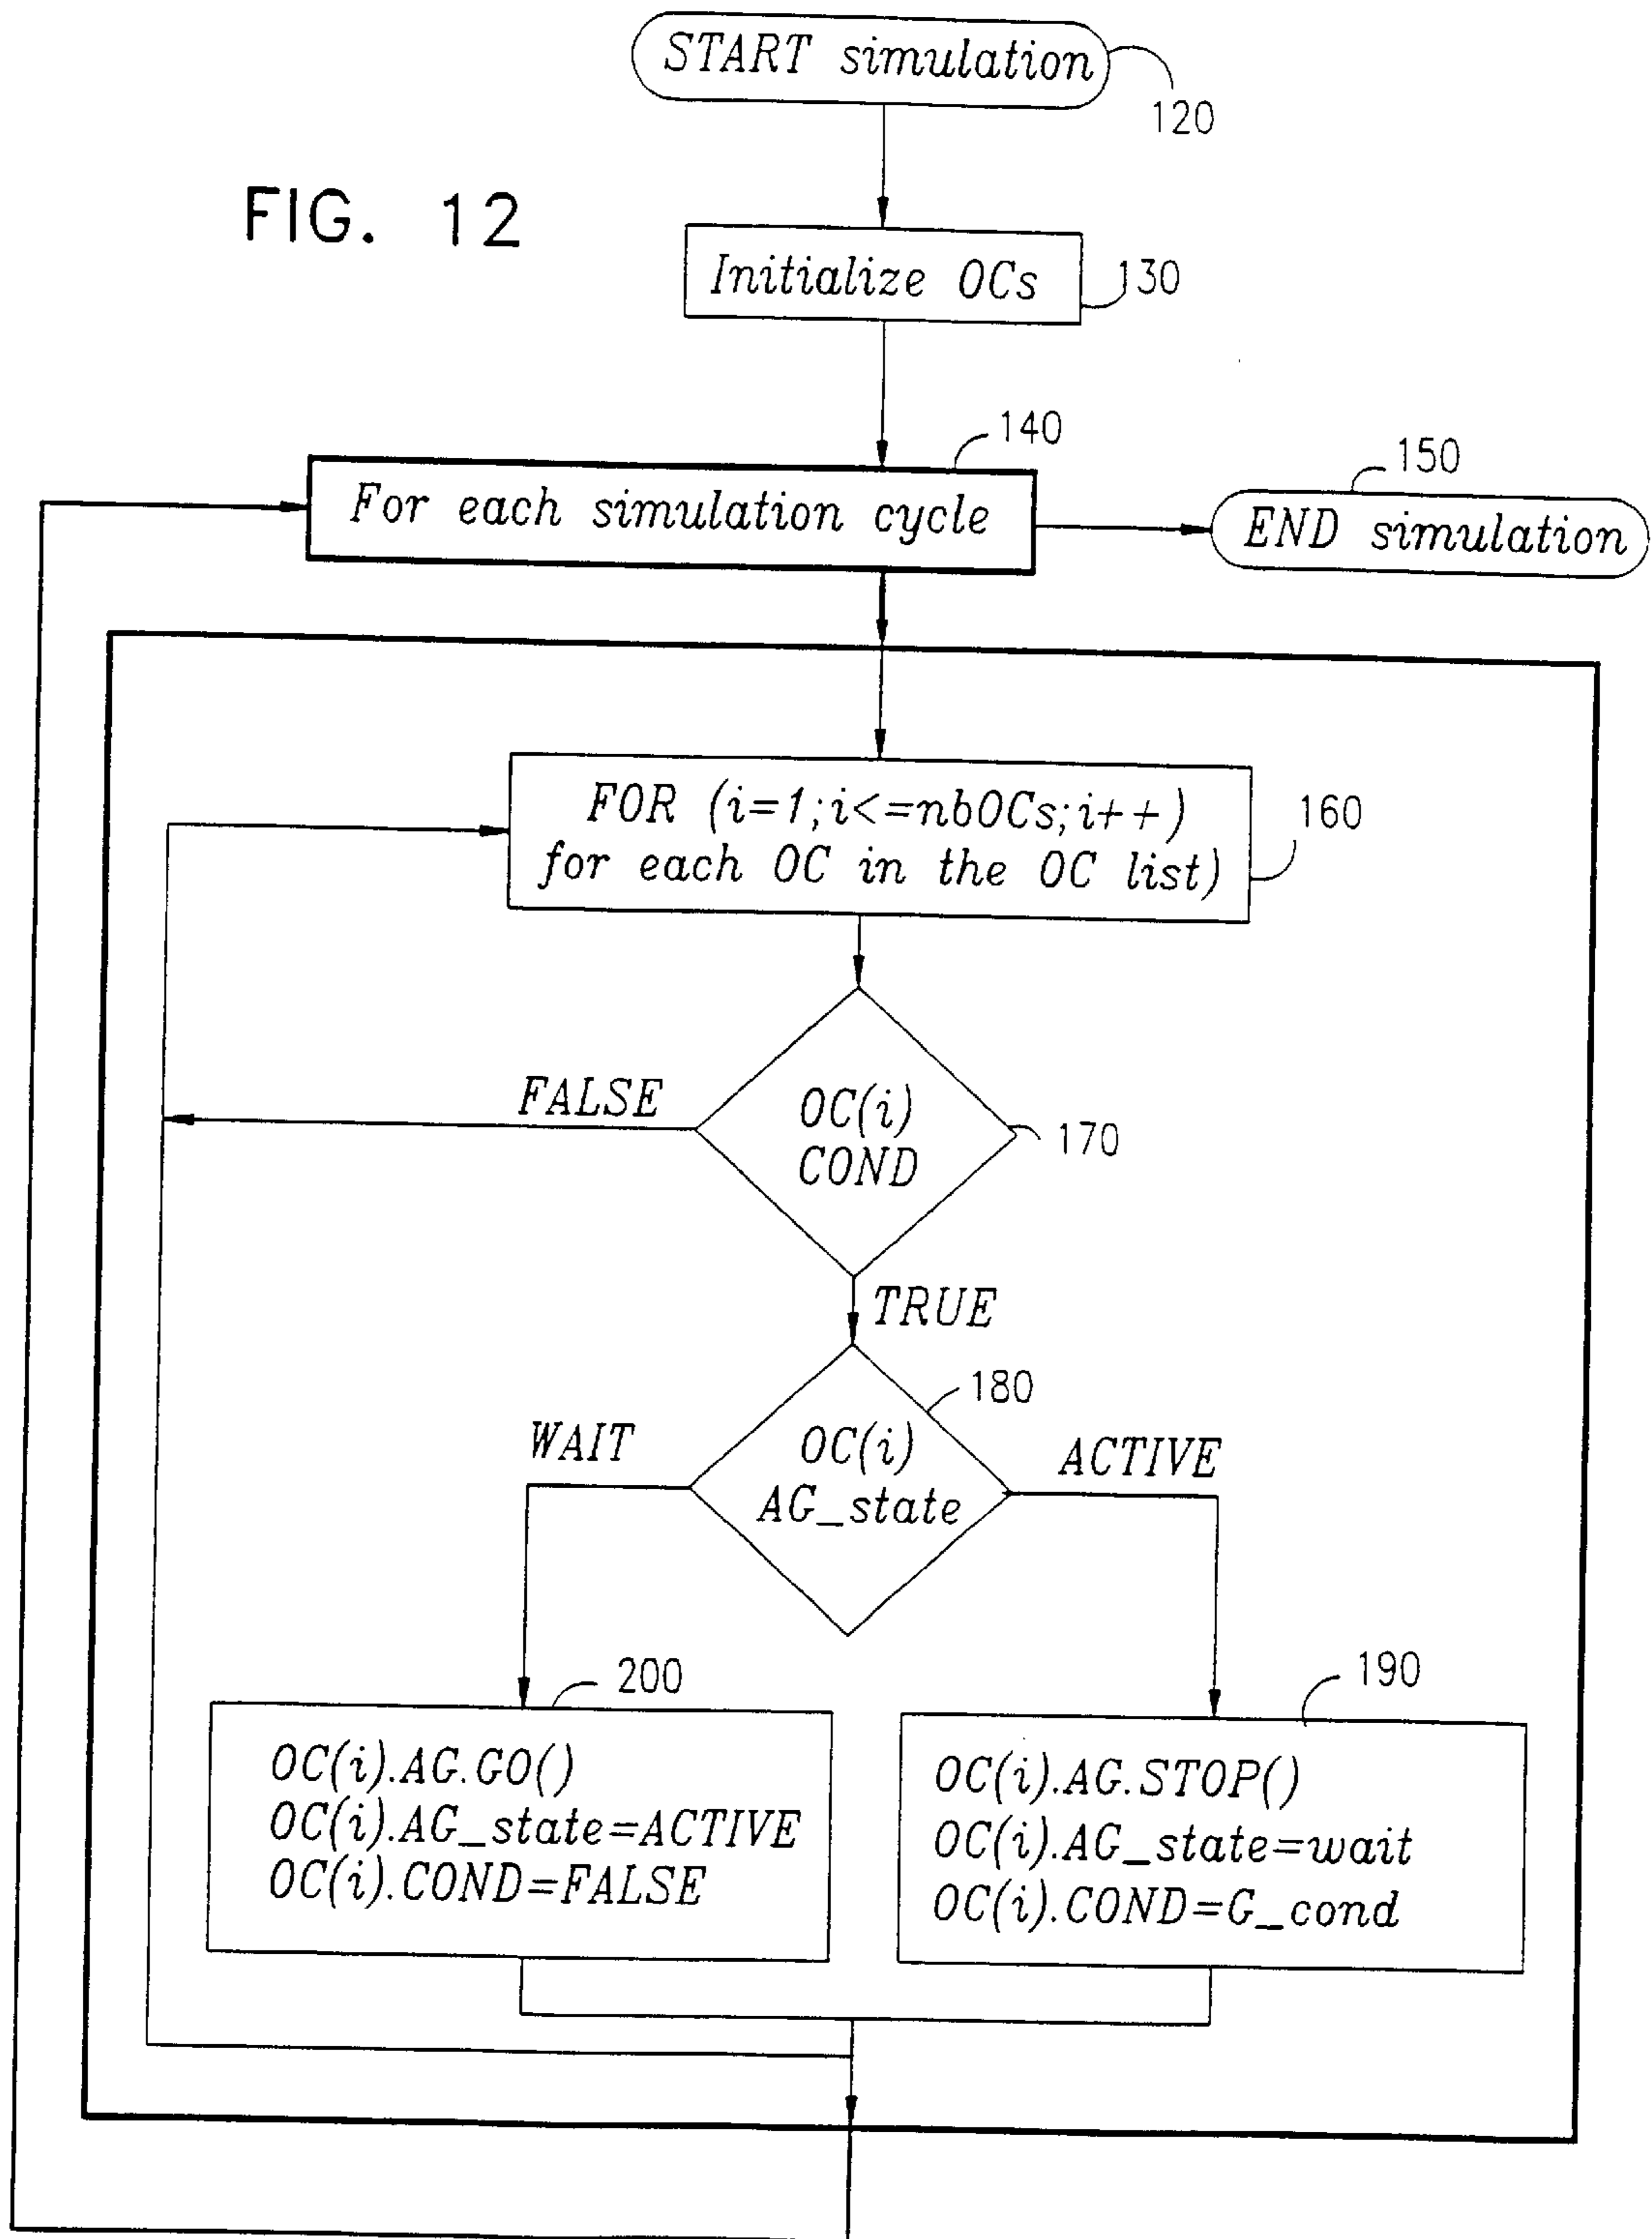 START simulation
120
FIG. 12
Initialize OCs
130
140
For each simulation cycle
150
END simulation
FOR (i=1;i<=nbOCs;i++)
for each OC in the OC list)
160
FALSE
OC(i)
COND
170
TRUE
180
WAIT
OC(i)
AG_state
ACTIVE
200
190
OC(i).AG.GO()
OC(i).AG_state=ACTIVE
OC(i).COND=FALSE
OC(i).AG.STOP()
OC(i).AG_state=wait
OC(i).COND=G_cond